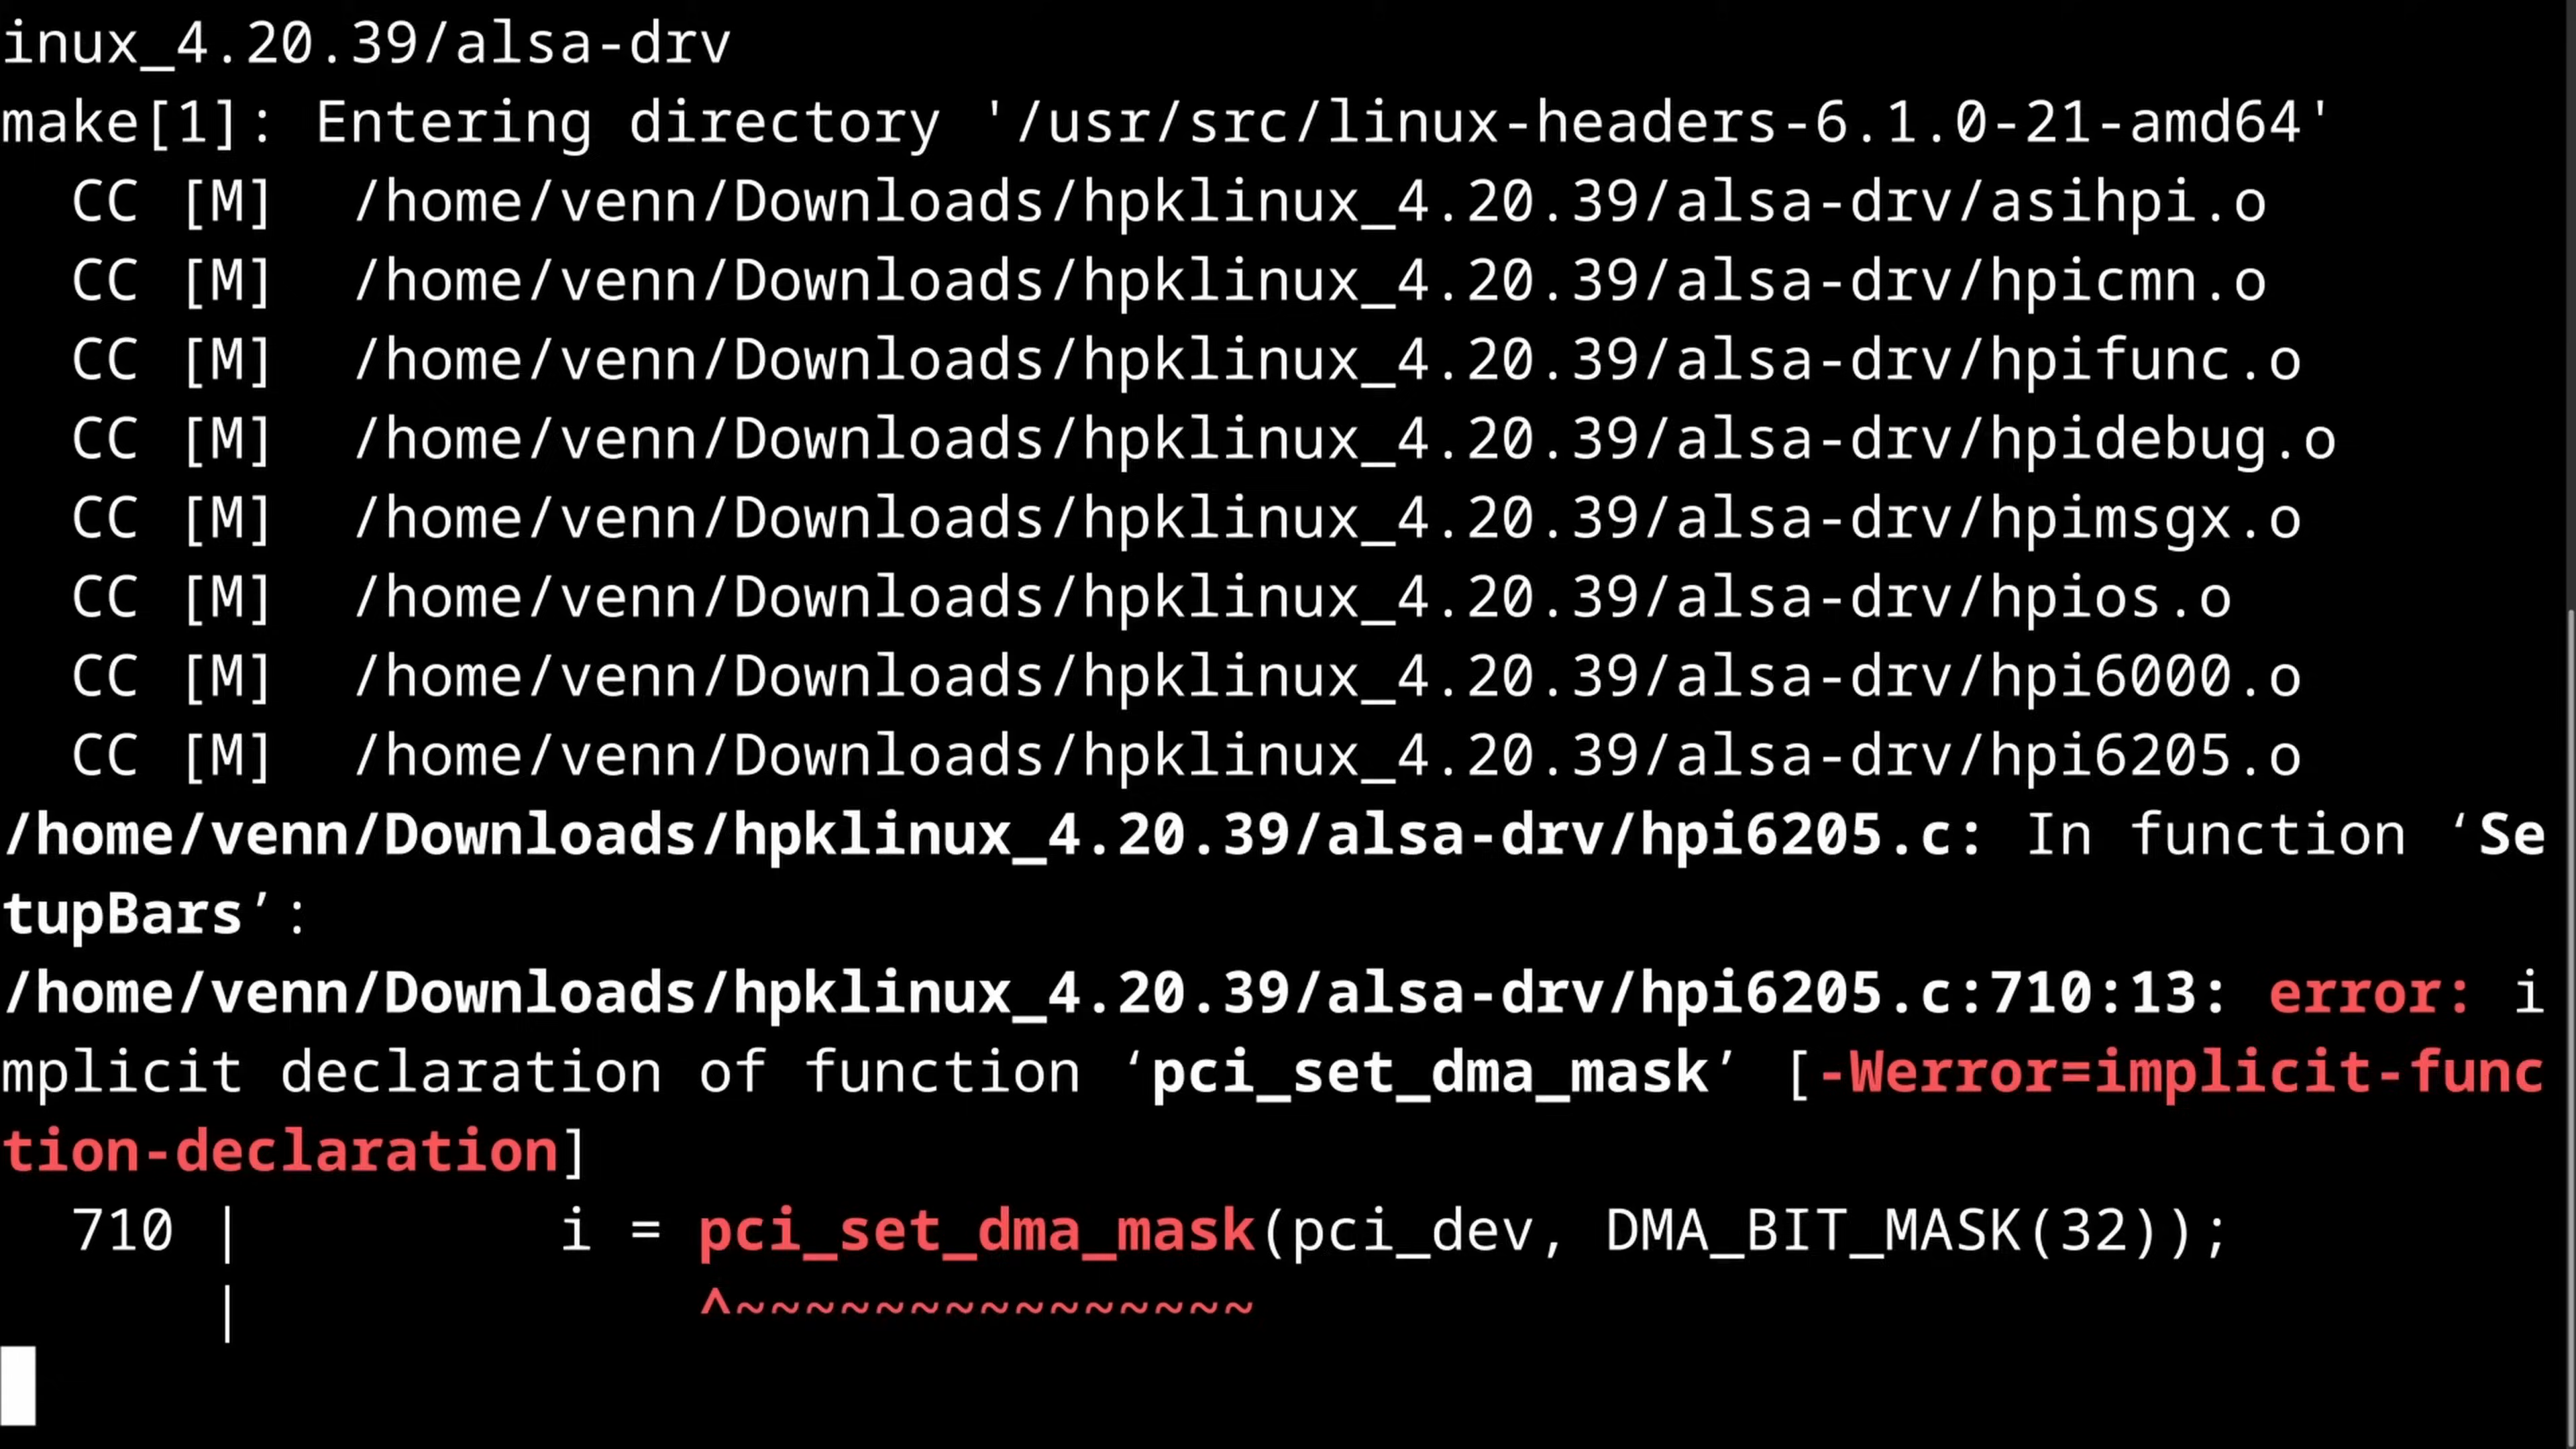 inux_4.20.39/alsa-drv
make[1]: Entering directory '/usr/src/linux-headers-6.1.0-21-amd64'
  CC [M]  /home/venn/Downloads/hpklinux_4.20.39/alsa-drv/asihpi.o
  CC [M]  /home/venn/Downloads/hpklinux_4.20.39/alsa-drv/hpicmn.o
  CC [M]  /home/venn/Downloads/hpklinux_4.20.39/alsa-drv/hpifunc.o
  CC [M]  /home/venn/Downloads/hpklinux_4.20.39/alsa-drv/hpidebug.o
  CC [M]  /home/venn/Downloads/hpklinux_4.20.39/alsa-drv/hpimsgx.o
  CC [M]  /home/venn/Downloads/hpklinux_4.20.39/alsa-drv/hpios.o
  CC [M]  /home/venn/Downloads/hpklinux_4.20.39/alsa-drv/hpi6000.o
  CC [M]  /home/venn/Downloads/hpklinux_4.20.39/alsa-drv/hpi6205.o
/home/venn/Downloads/hpklinux_4.20.39/alsa-drv/hpi6205.c: In function ‘Se
tupBars’:
/home/venn/Downloads/hpklinux_4.20.39/alsa-drv/hpi6205.c:710:13: error: i
mplicit declaration of function ‘pci_set_dma_mask’ [-Werror=implicit-func
tion-declaration]
  710 |         i = pci_set_dma_mask(pci_dev, DMA_BIT_MASK(32));
      |             ^~~~~~~~~~~~~~~~